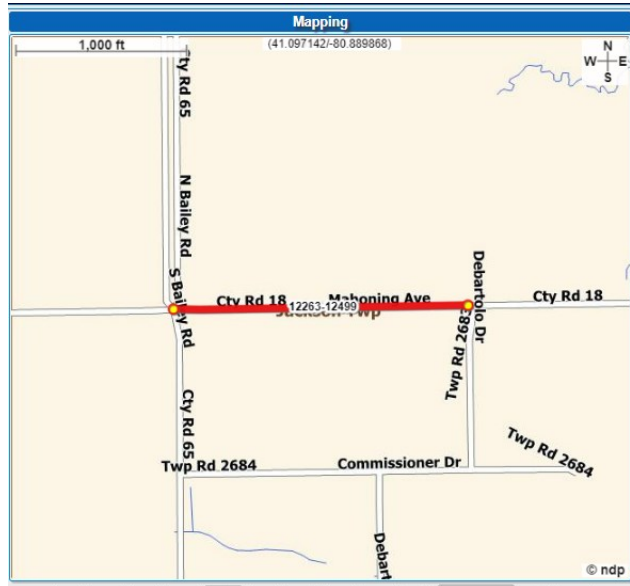 Mapping
1,000 ft
(41.097142/-80.889868)
N
W E
S
Cty Rd 65
N Bailey Rd
S Bailey Rd
Cty Rd 18
Mahoning Ave
12263-12499
Jackson Twp
Debartolo Dr
Cty Rd 18
Twp Rd 2683
Cty Rd 65
Twp Rd 2684
Commissioner Dr
Twp Rd 2684
Debart
© ndp